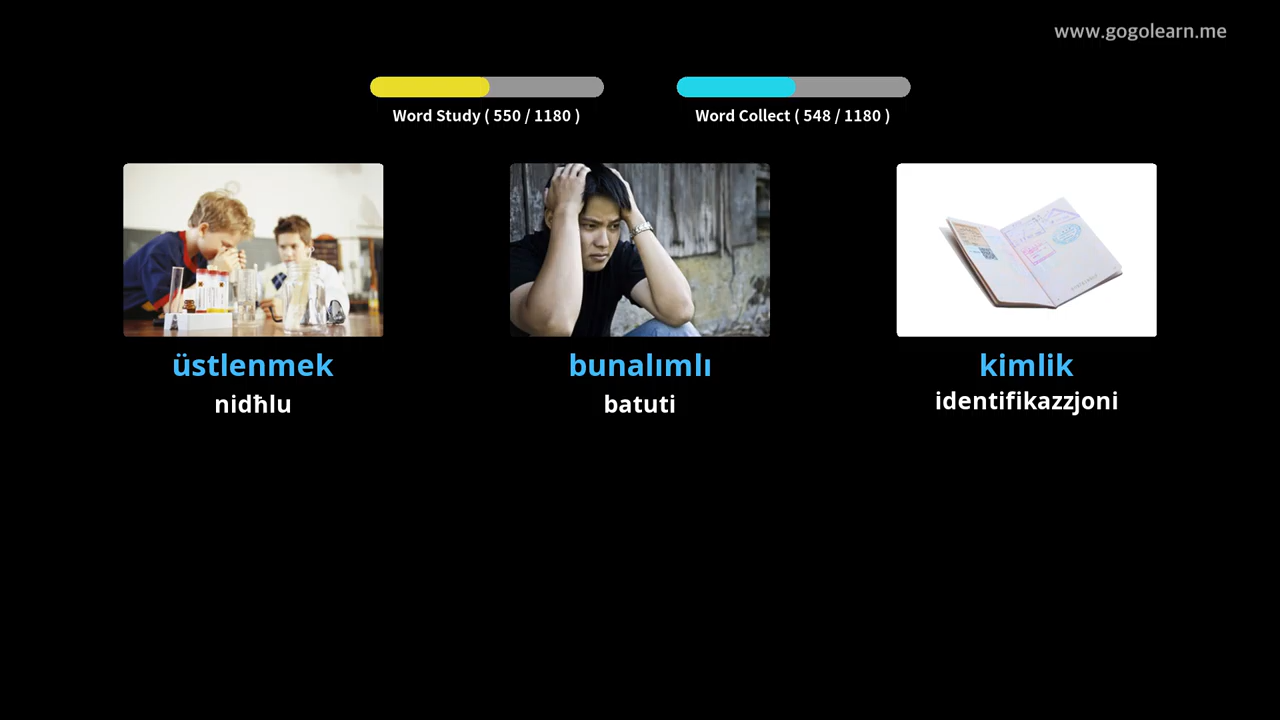 www.gogolearn.me
Word Study ( 550 / 1180 )
Word Collect ( 548 / 1180 )
üstlenmek
bunalımlı
kimlik
nidħlu
batuti
identifikazzjoni